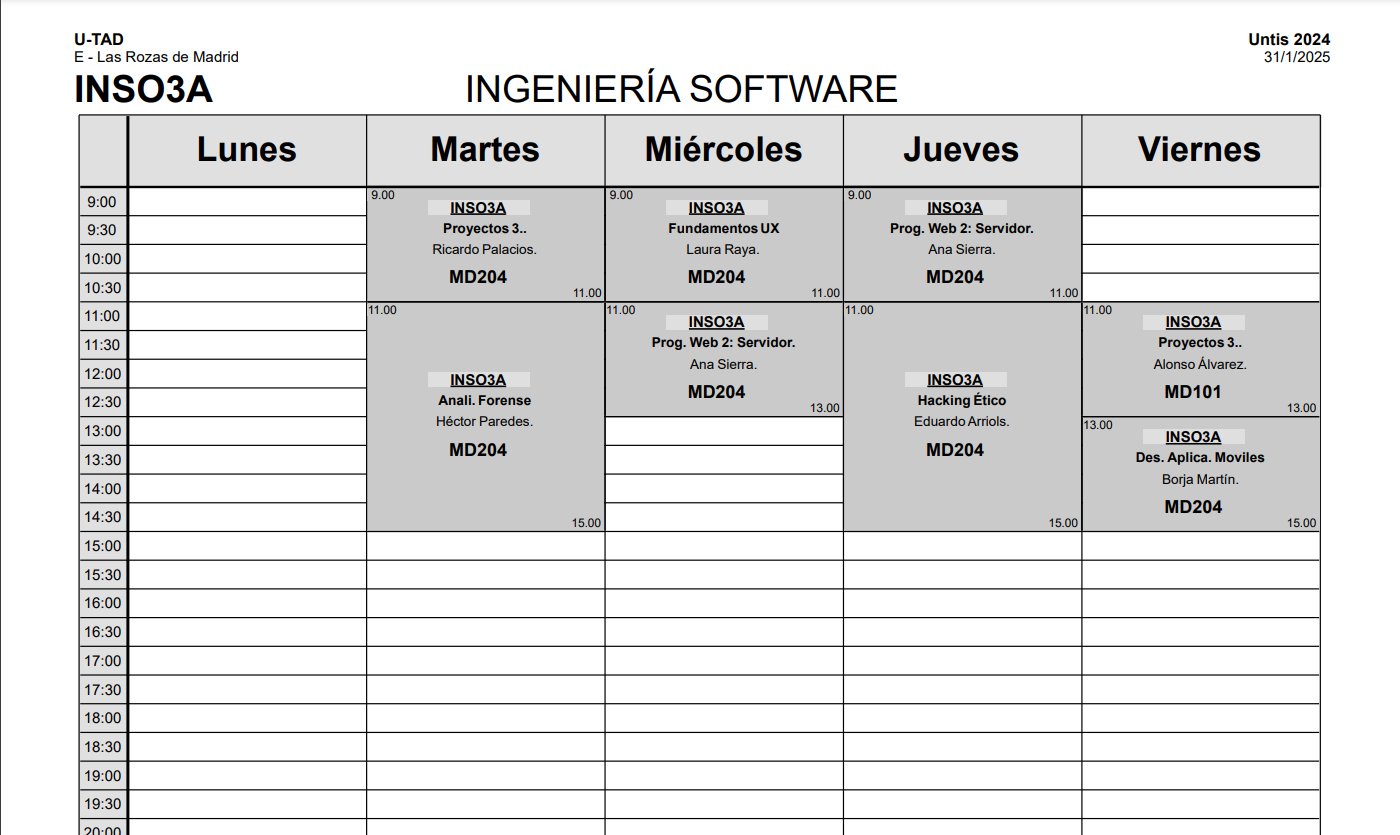 U-TAD
Untis 2024
E - Las Rozas de Madrid
31/1/2025
INSO3A
INGENIERÍA SOFTWARE
Lunes
Martes
Miércoles
Jueves
Viernes
9:00
9:30
10:00
10:30
11:00
11:30
12:00
12:30
13:00
13:30
14:00
14:30
15:00
15:30
16:00
16:30
17:00
17:30
18:00
18:30
19:00
19:30
20:00
9.00
INSO3A
Proyectos 3..
Ricardo Palacios.
MD204
11.00
11.00
INSO3A
Anali. Forense
Héctor Paredes.
MD204
15.00
9.00
INSO3A
Fundamentos UX
Laura Raya.
MD204
11.00
11.00
INSO3A
Prog. Web 2: Servidor.
Ana Sierra.
MD204
13.00
9.00
INSO3A
Prog. Web 2: Servidor.
Ana Sierra.
MD204
11.00
11.00
INSO3A
Hacking Ético
Eduardo Arriols.
MD204
15.00
11.00
INSO3A
Proyectos 3..
Alonso Álvarez.
MD101
13.00
13.00
INSO3A
Des. Aplica. Moviles
Borja Martín.
MD204
15.00